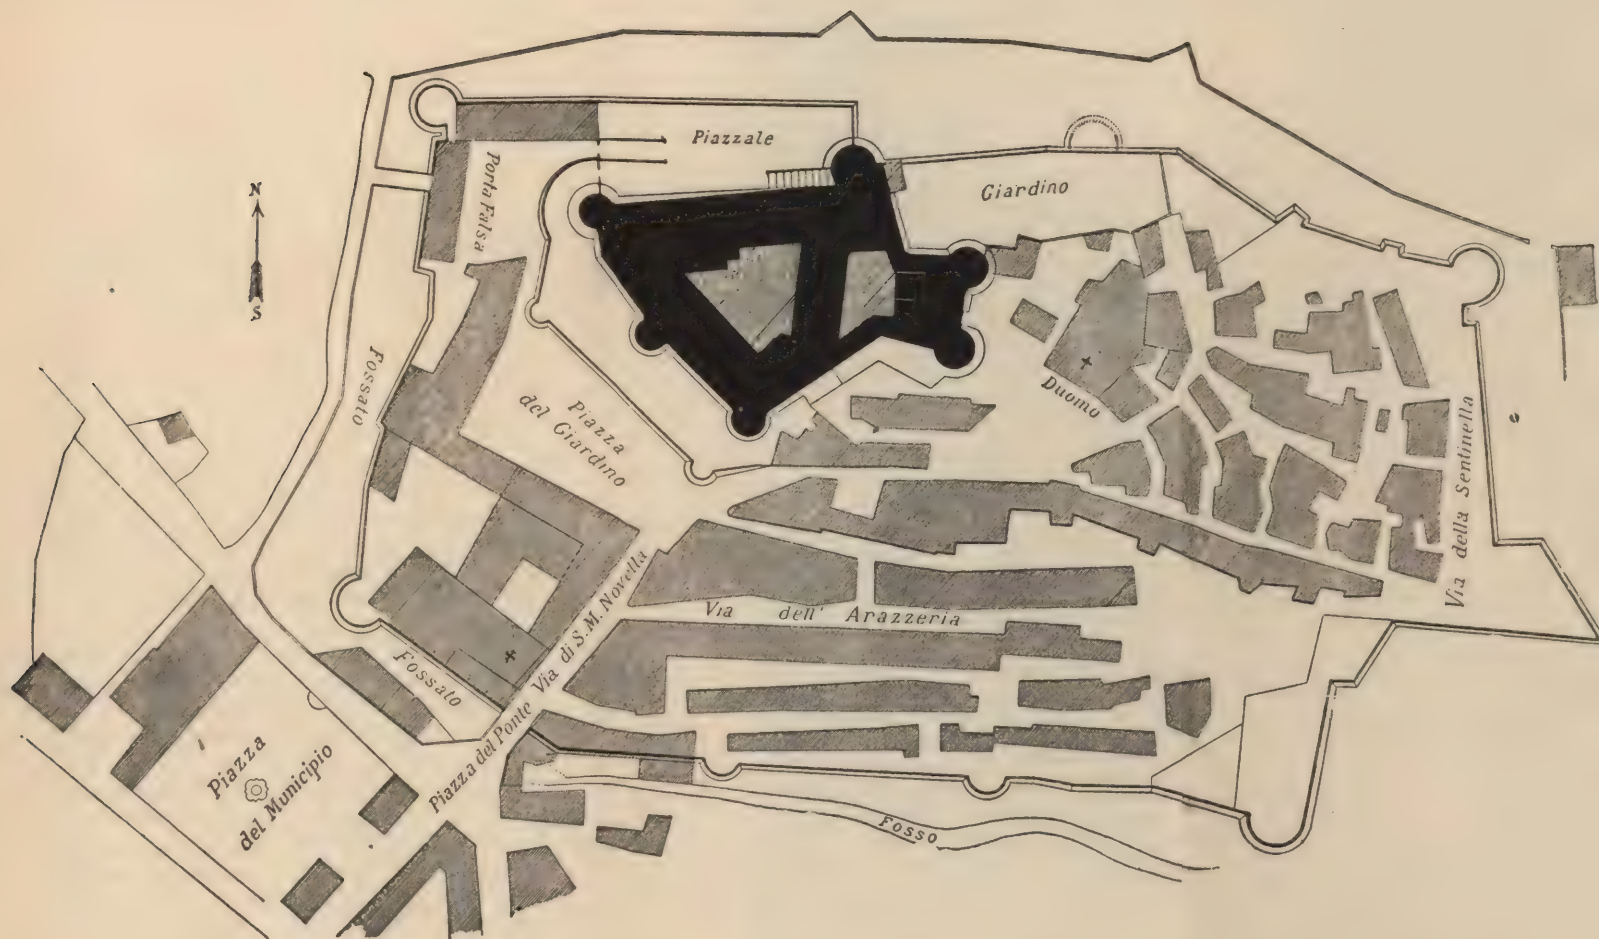 Piazzale
Giardino
Porta Falsa
N
S
Fossato
Piazza
del Giardino
Duomo
Via della Sentinella
Via di S. M. Novella
Via dell' Arazzeria
Fossato
Piazza del Ponte
Piazza
del Municipio
Fosso